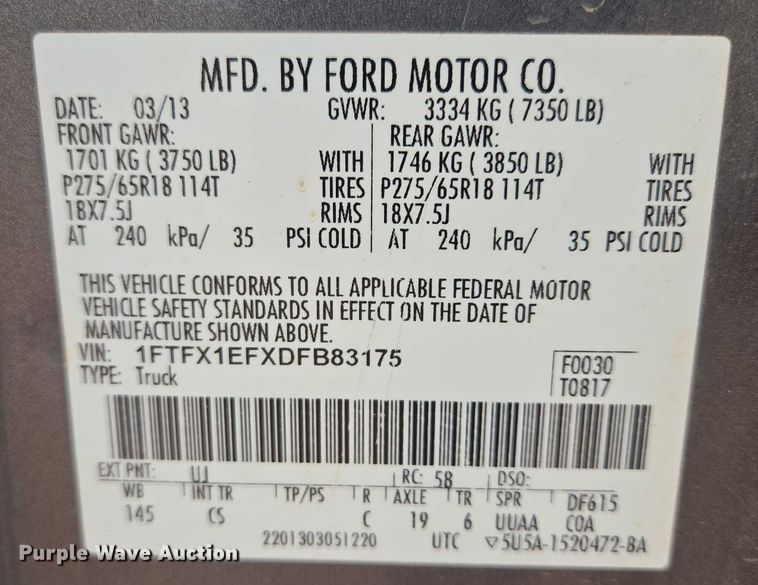 MFD. BY FORD MOTOR CO.
DATE: 03/13 GVWR: 3334 KG ( 7350 LB)
FRONT GAWR: REAR GAWR:
1701 KG ( 3750 LB) WITH 1746 KG ( 3850 LB) WITH
P275/65R18 114T TIRES P275/65R18 114T TIRES
18X7.5J RIMS 18X7.5J RIMS
AT 240 kPa/ 35 PSI COLD AT 240 kPa/ 35 PSI COLD
THIS VEHICLE CONFORMS TO ALL APPLICABLE FEDERAL MOTOR
VEHICLE SAFETY STANDARDS IN EFFECT ON THE DATE OF
MANUFACTURE SHOWN ABOVE.
VIN: 1FTFX1EFXDFB83175
TYPE: Truck
F0030
T0817
EXT PNT: UJ RC: 58 DSO:
WB INT TR TP/PS R AXLE TR SPR DF615
145 CS C 19 6 UUAA COA
2201303051220 UTC ▽5U5A-1520472-BA
Purple Wave Auction
Purple Wave Auction